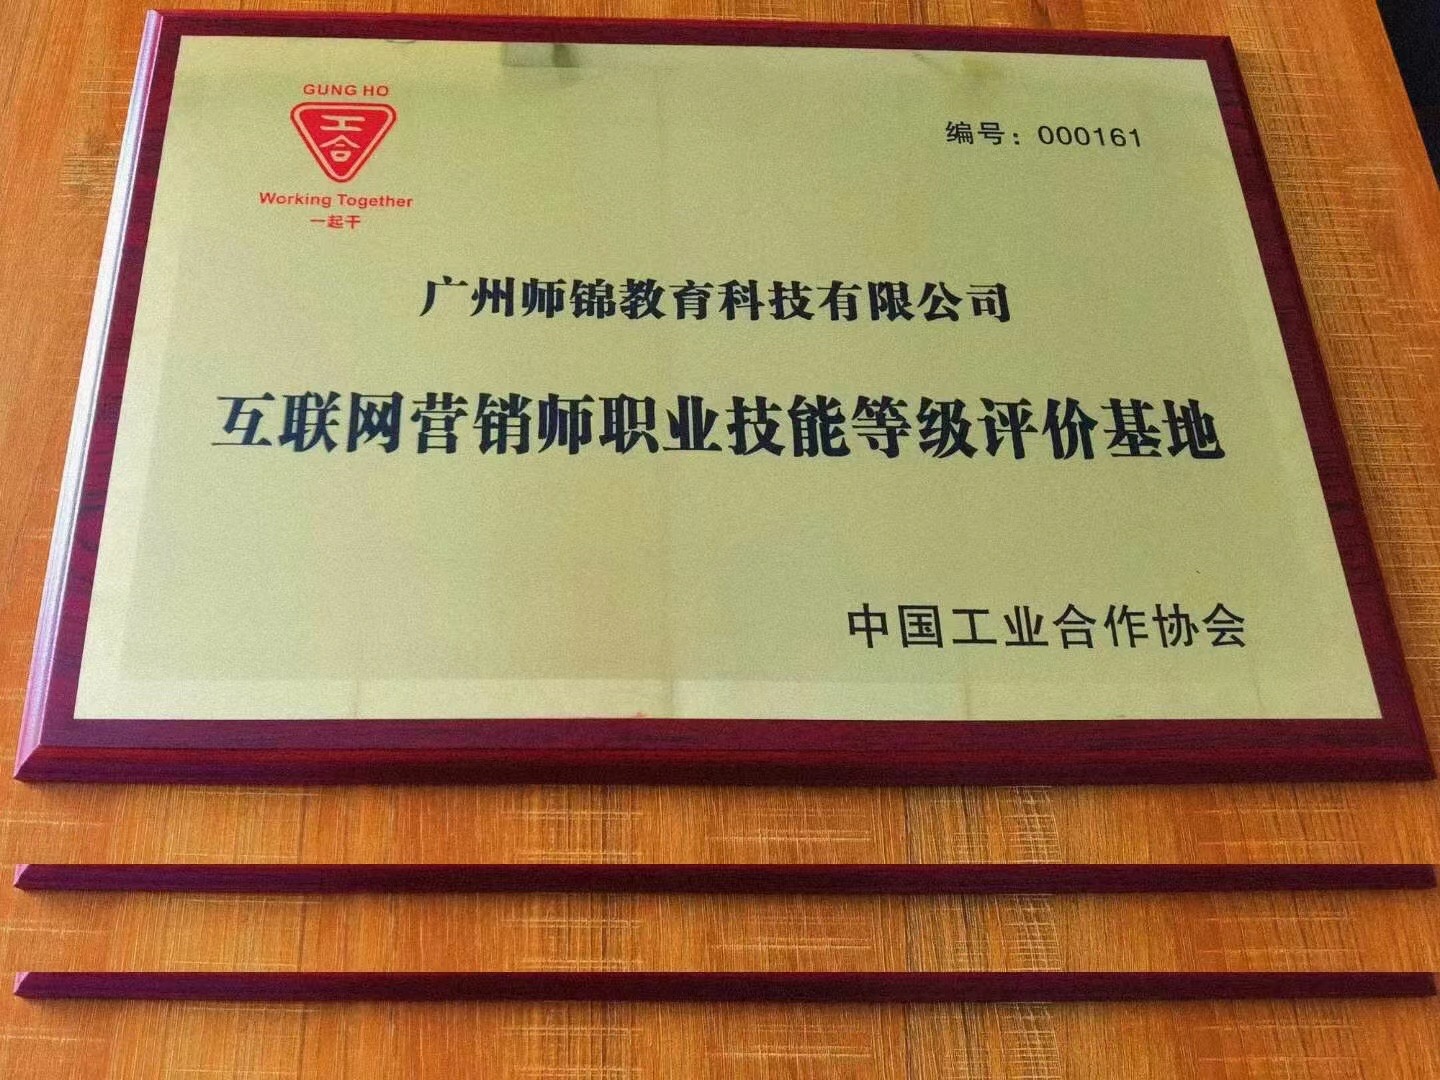 GUNG HO
工合
Working Together
一起干
编号：000161
广州师锦教育科技有限公司
互联网营销师职业技能等级评价基地
中国工业合作协会